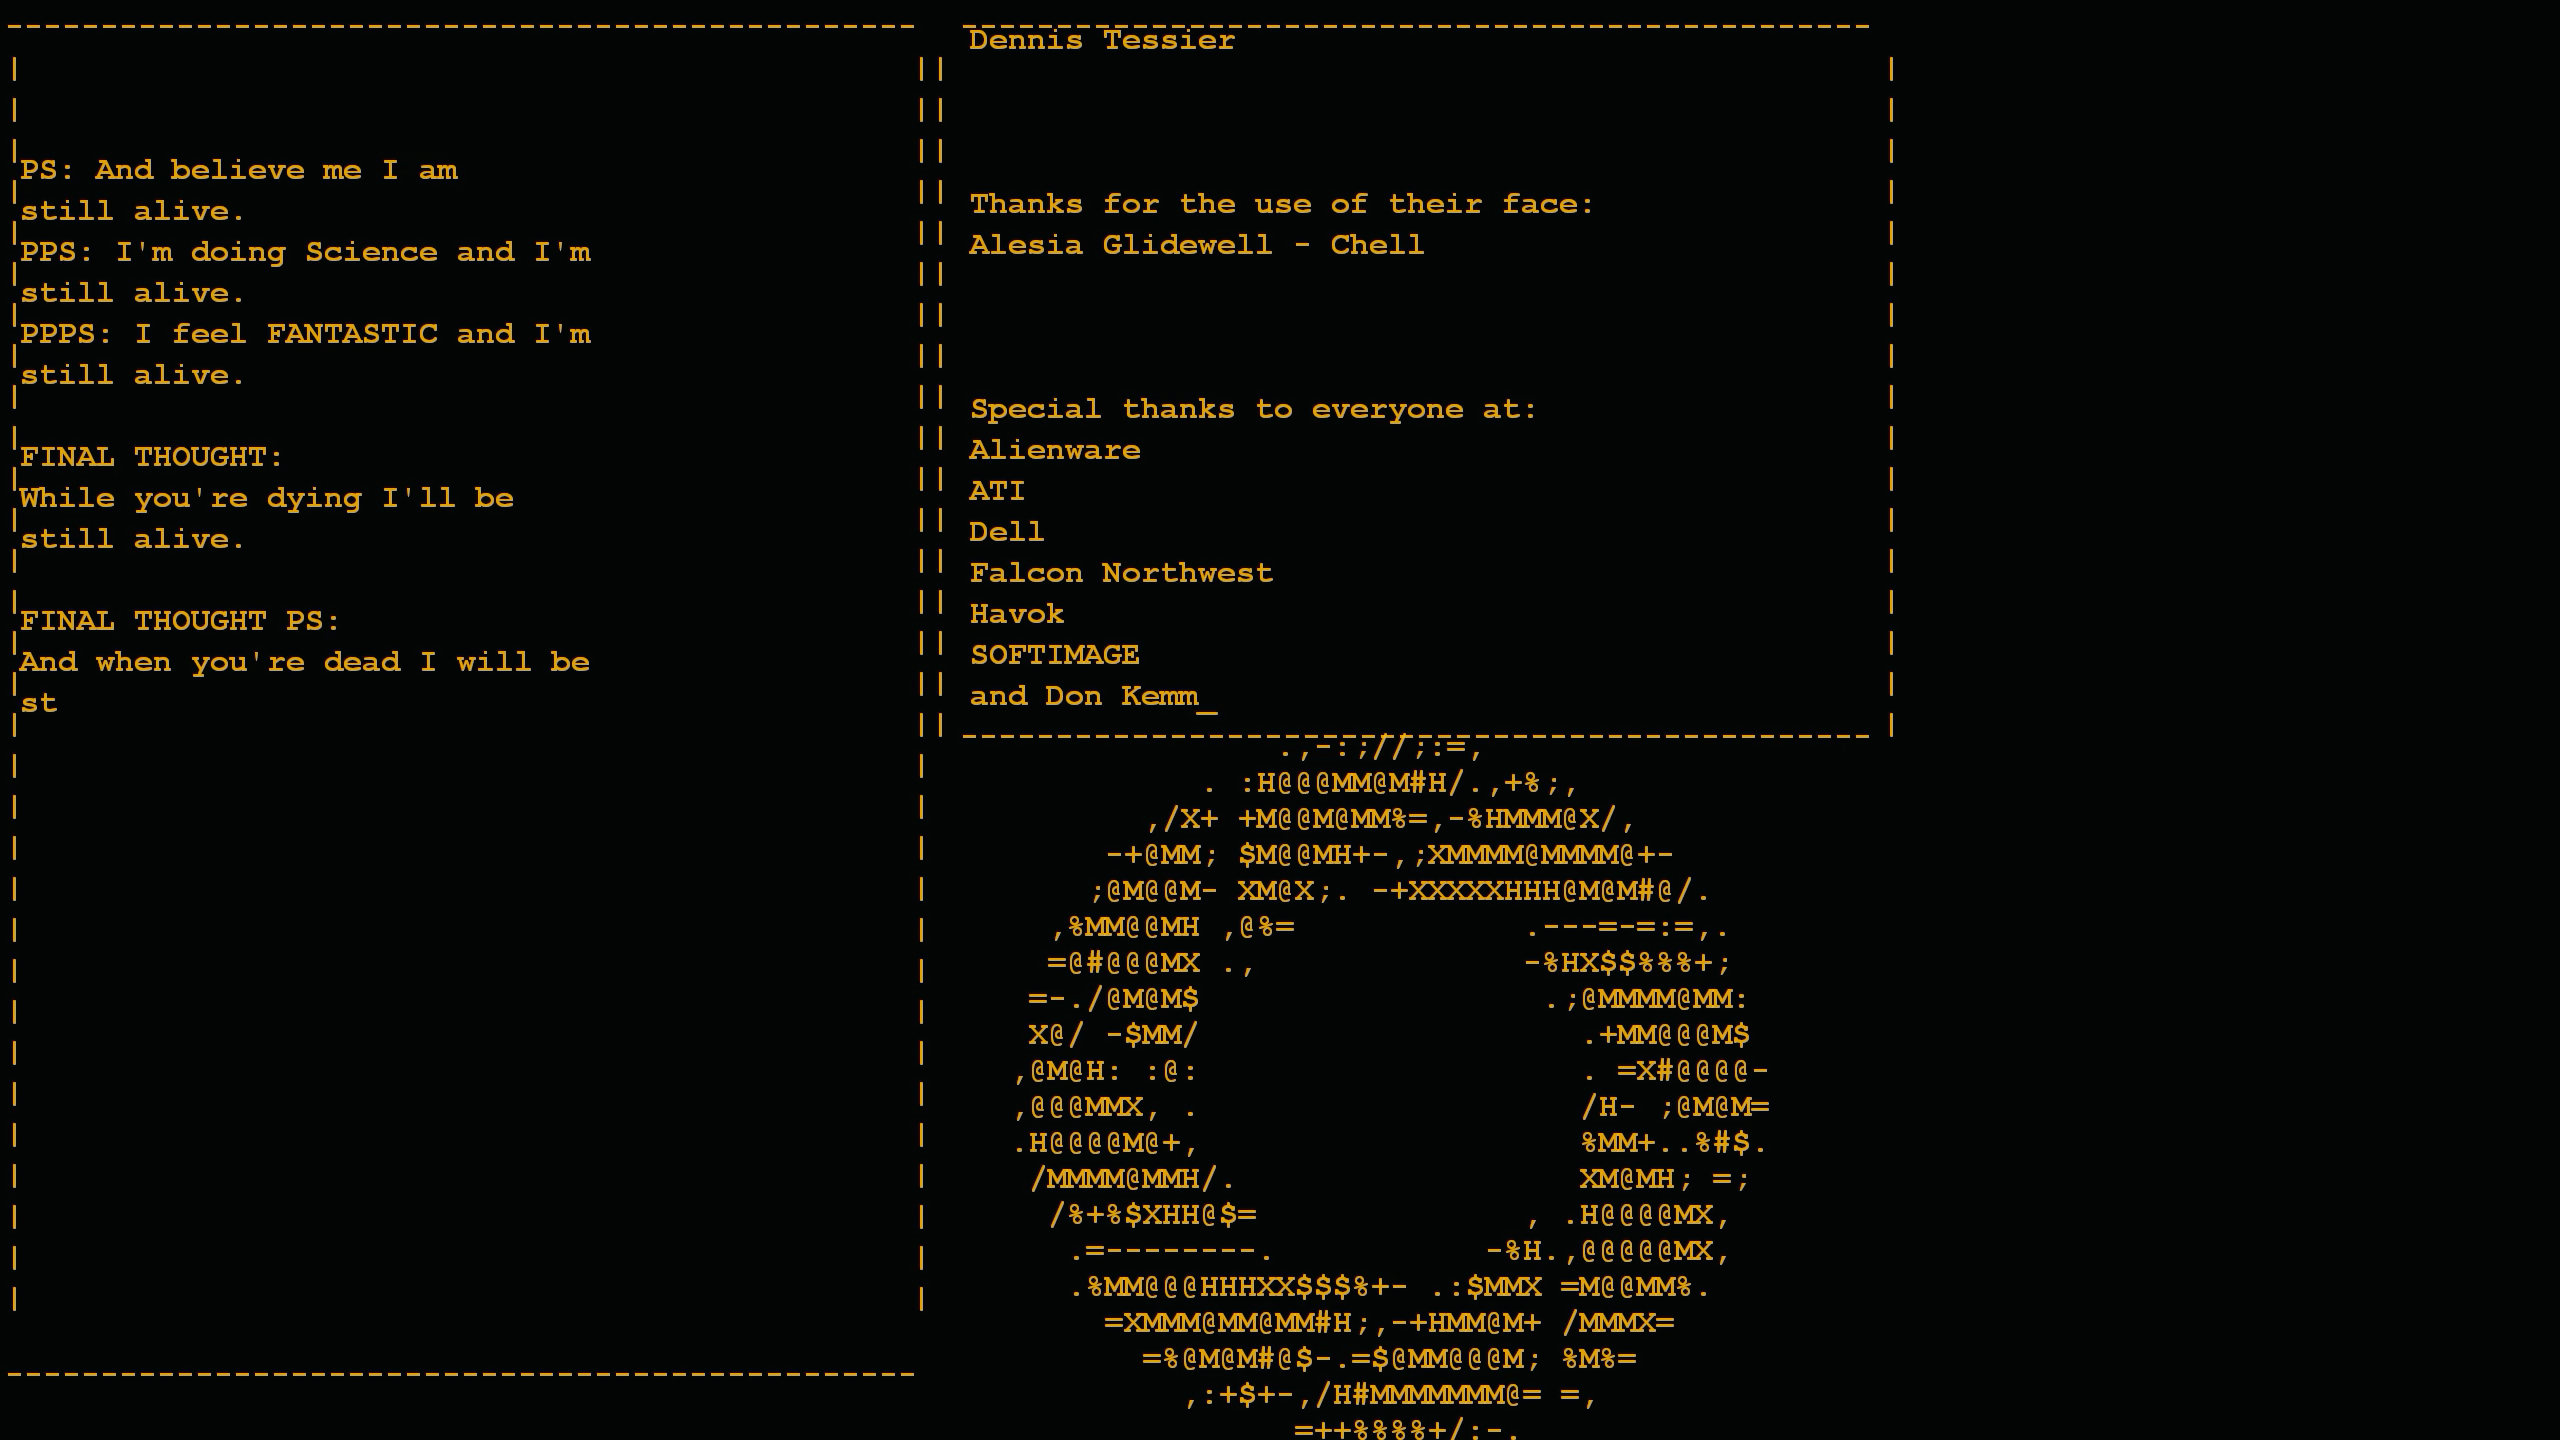 PS: And believe me I am
still alive.
PPS: I'm doing Science and I'm
still alive.
PPPS: I feel FANTASTIC and I'm
still alive.
FINAL THOUGHT:
While you're dying I'll be
still alive.
FINAL THOUGHT PS:
And when you're dead I will be
st
Dennis Tessier
Thanks for the use of their face:
Alesia Glidewell - Chell
Special thanks to everyone at:
Alienware
ATI
Dell
Falcon Northwest
Havok
SOFTIMAGE
and Don Kemm_